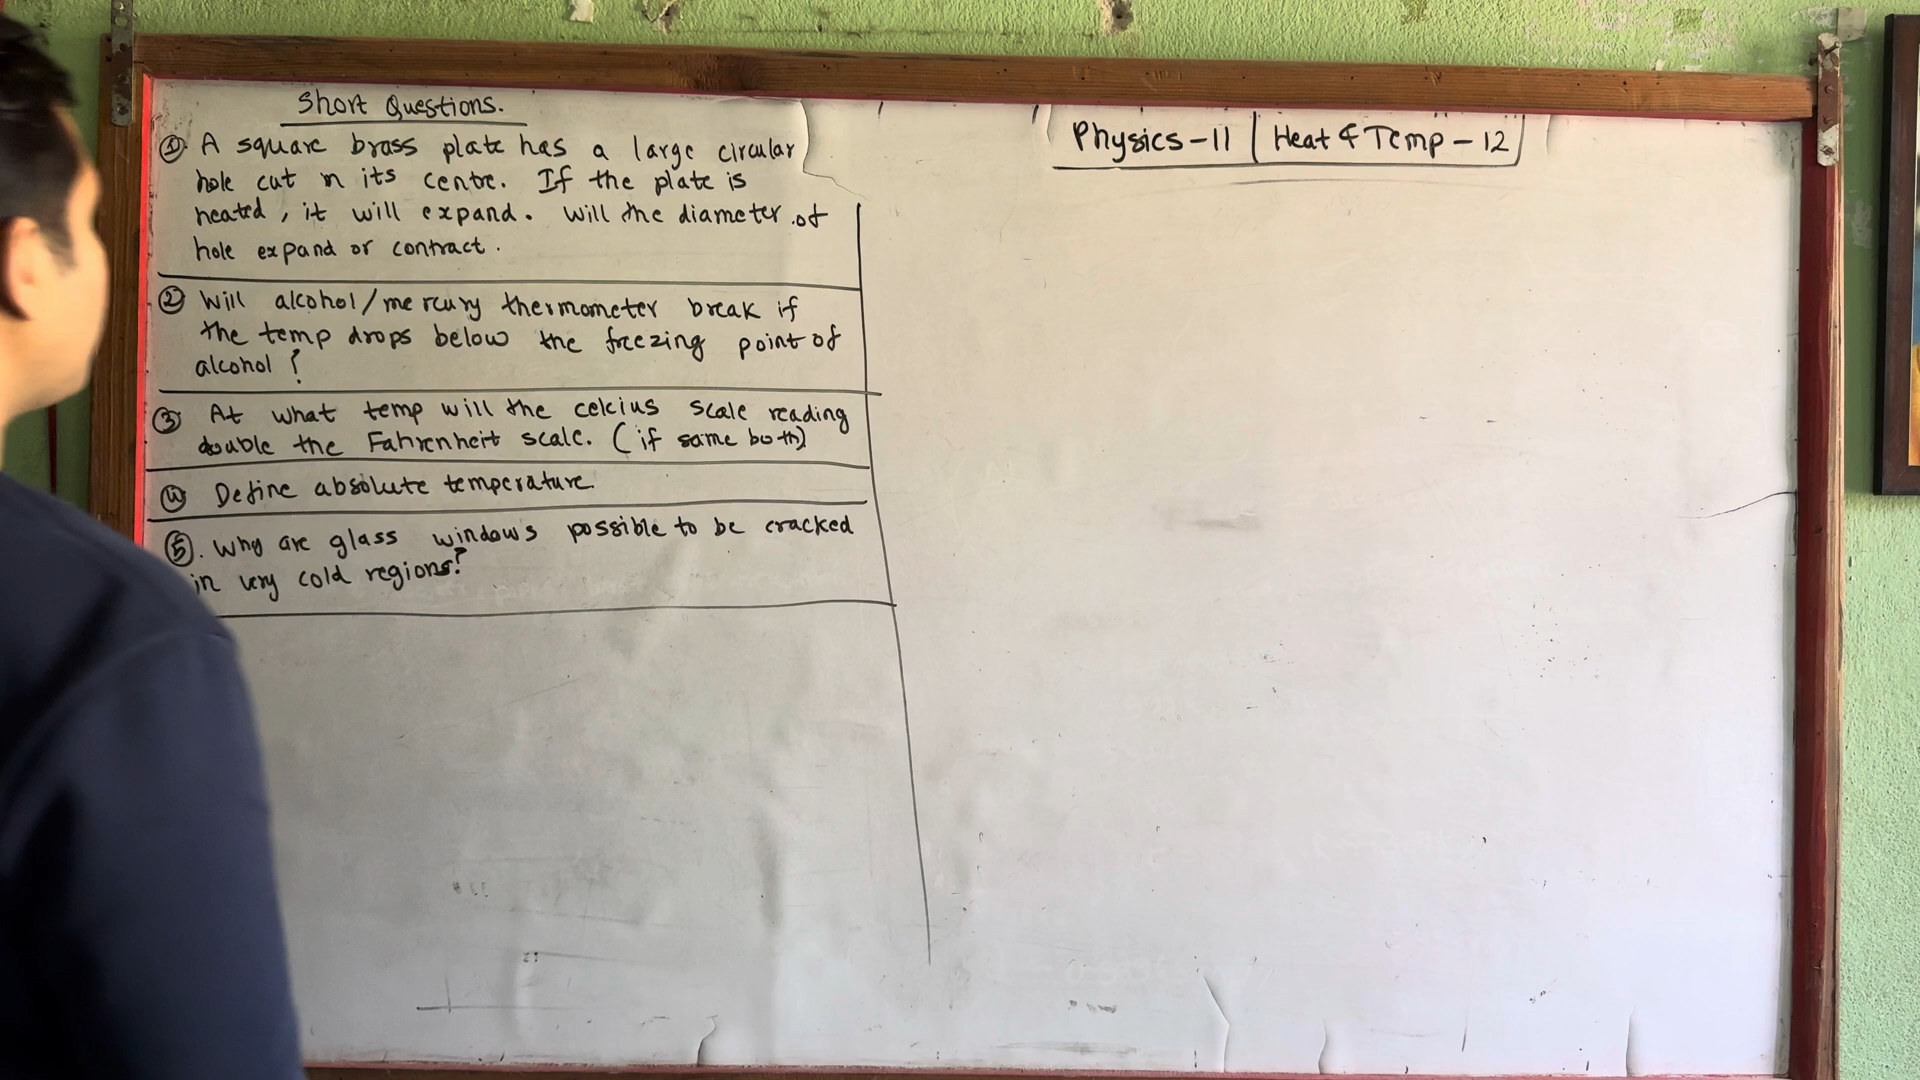 Short Questions.
① A square brass plate has a large circular
hole cut in its centre. If the plate is
heated, it will expand. Will the diameter of
hole expand or contract.
② Will alcohol/mercury thermometer break if
the temp drops below the freezing point of
alcohol?
③ At what temp will the celcius scale reading
double the Fahrenheit scale. (if same both)
④ Define absolute temperature.
⑤. Why are glass windows possible to be cracked
in very cold regions?
Physics-11 | Heat & Temp - 12